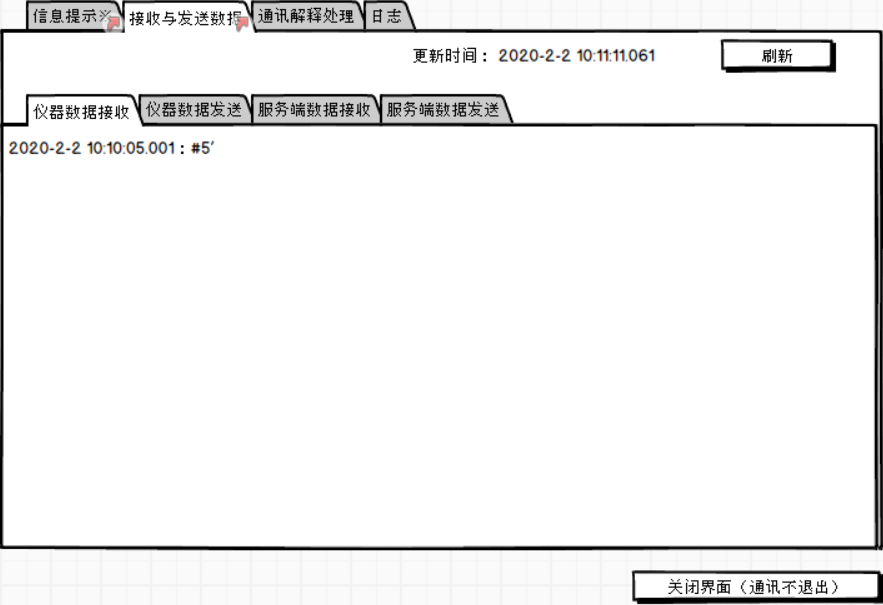 信息提示※ 接收与发送数据 通讯解释处理 日志
更新时间： 2020-2-2 10:11:11.061 刷新
仪器数据接收 仪器数据发送 服务端数据接收 服务端数据发送
2020-2-2 10:10:05.001：#5′
关闭界面（通讯不退出）